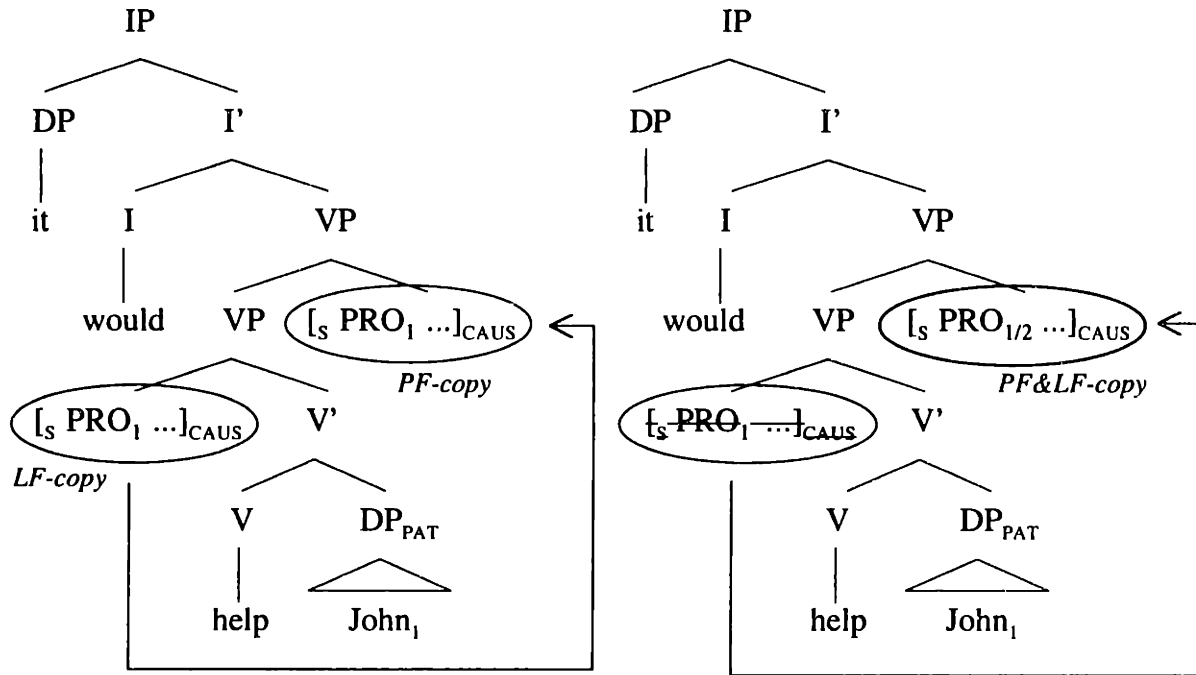 IP IP
DP I' DP I'
it I VP it I VP
would VP [S PRO1 ...]CAUS would VP [S PRO1/2 ...]CAUS
PF-copy PF&LF-copy
[S PRO1 ...]CAUS V' [S PRO1 ...]CAUS V'
LF-copy
V DPPAT V DPPAT
help John1 help John1